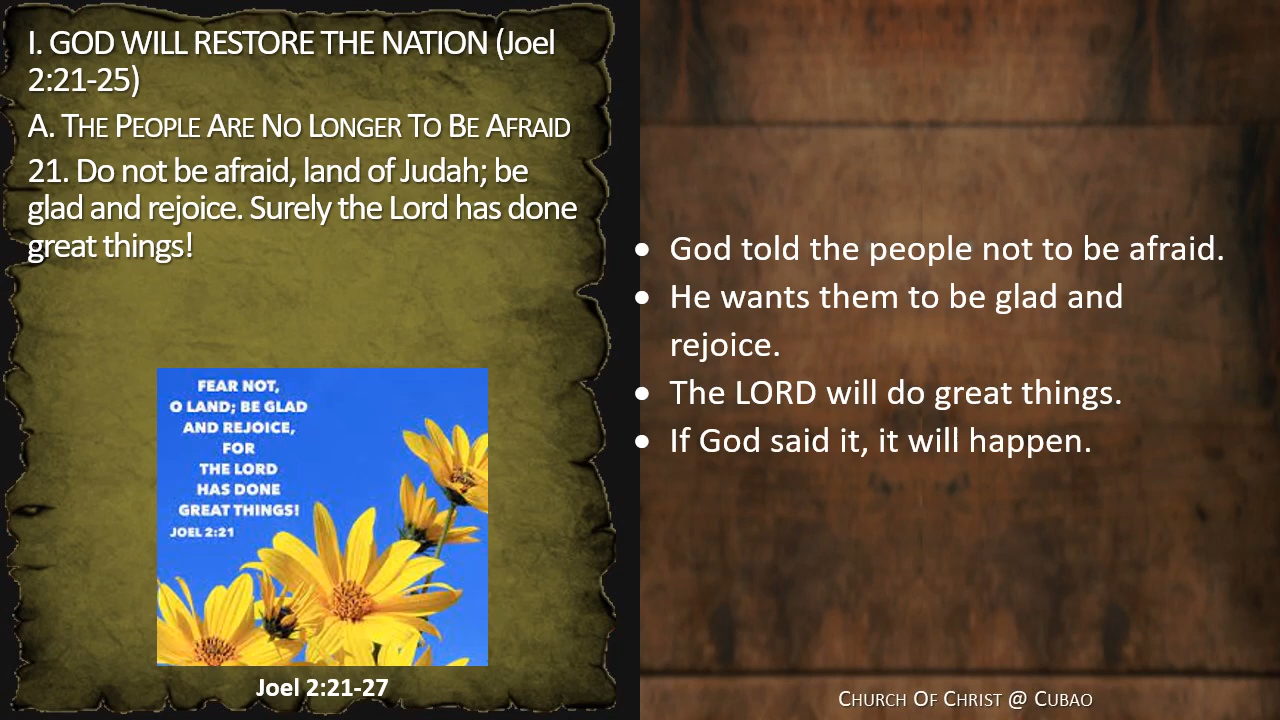 I. GOD WILL RESTORE THE NATION (Joel
2:21-25)
A. THE PEOPLE ARE NO LONGER TO BE AFRAID
21. Do not be afraid, land of Judah; be
glad and rejoice. Surely the Lord has done
great things!
FEAR NOT,
O LAND; BE GLAD
AND REJOICE,
FOR
THE LORD
HAS DONE
GREAT THINGS!
JOEL 2:21
Joel 2:21-27
• God told the people not to be afraid.
• He wants them to be glad and
rejoice.
• The LORD will do great things.
• If God said it, it will happen.
CHURCH OF CHRIST @ CUBAO